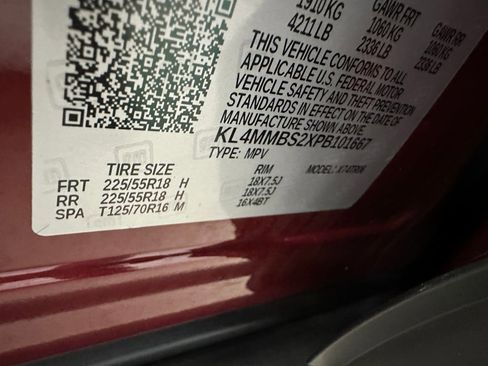 1910 KG GAWR FRT GAWR RR
4211 LB 1060 KG 1060 KG
2336 LB 2336 LB
THIS VEHICLE CONFORMS TO ALL
APPLICABLE U.S. FEDERAL MOTOR
VEHICLE SAFETY AND THEFT PREVENTION
STANDARDS IN EFFECT ON THE DATE OF
MANUFACTURE SHOWN ABOVE.
KL4MMBS2XPB101667
TYPE: MPV
TIRE SIZE RIM
FRT 225/55R18 H 18X7.5J
RR 225/55R18 H 18X7.5J
SPA T125/70R16 M 16X4BT